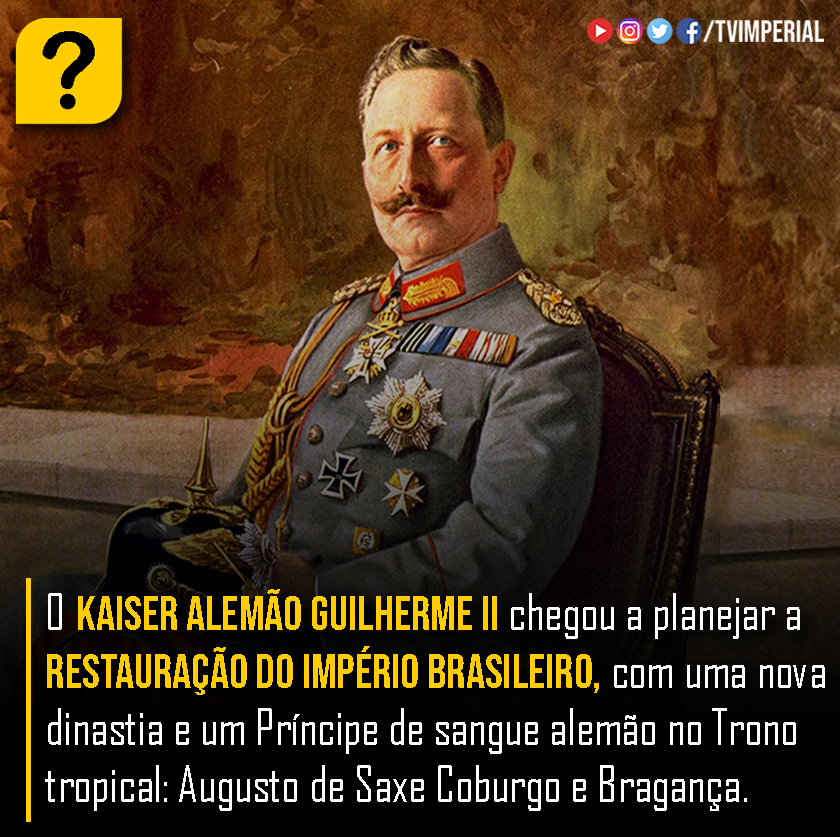 ?
/TVIMPERIAL
O KAISER ALEMÃO GUILHERME II chegou a planejar a
RESTAURAÇÃO DO IMPÉRIO BRASILEIRO, com uma nova
dinastia e um Príncipe de sangue alemão no Trono
tropical: Augusto de Saxe Coburgo e Bragança.